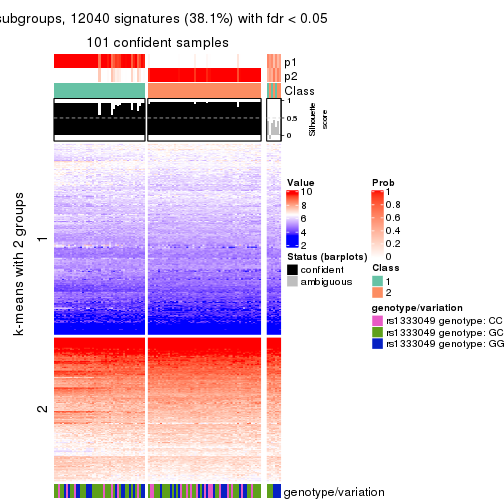 subgroups, 12040 signatures (38.1%) with fdr < 0.05
101 confident samples
p1
p2
Class
1
0.5
0
Silhouette
score
k-means with 2 groups
1
2
Value
10
8
6
4
2
Status (barplots)
confident
ambiguous
Prob
1
0.8
0.6
0.4
0.2
0
Class
1
2
genotype/variation
rs1333049 genotype: CC
rs1333049 genotype: GC
rs1333049 genotype: GG
genotype/variation